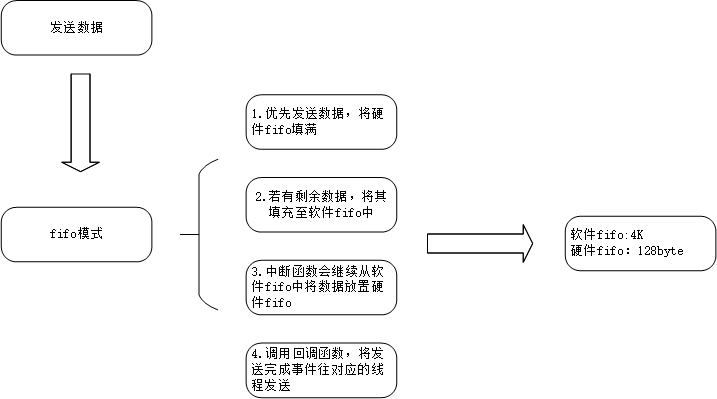 发送数据
1.优先发送数据，将硬
件fifo填满
2.若有剩余数据，将其
填充至软件fifo中
fifo模式
3.中断函数会继续从软
件fifo中将数据放置硬
件fifo
4.调用回调函数，将发
送完成事件往对应的线
程发送
软件fifo:4K
硬件fifo：128byte